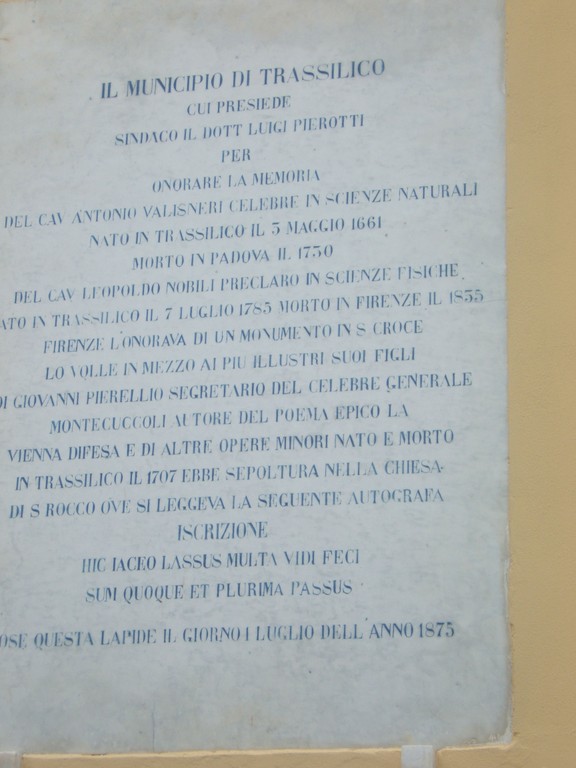 IL MUNICIPIO DI TRASSILICO
CUI PRESIEDE
SINDACO IL DOTT LUIGI PIEROTTI
PER
ONORARE LA MEMORIA
DEL CAV ANTONIO VALISNERI CELEBRE IN SCIENZE NATURALI
NATO IN TRASSILICO IL 3 MAGGIO 1661
MORTO IN PADOVA IL 1730
DEL CAV LEOPOLDO NOBILI PRECLARO IN SCIENZE FISICHE
ATO IN TRASSILICO IL 7 LUGLIO 1785 MORTO IN FIRENZE IL 1835
FIRENZE L'ONORAVA DI UN MONUMENTO IN S CROCE
LO VOLLE IN MEZZO AI PIU ILLUSTRI SUOI FIGLI
DI GIOVANNI PIERELLIO SEGRETARIO DEL CELEBRE GENERALE
MONTECUCCOLI AUTORE DEL POEMA EPICO LA
VIENNA DIFESA E DI ALTRE OPERE MINORI NATO E MORTO
IN TRASSILICO IL 1707 EBBE SEPOLTURA NELLA CHIESA
DI S ROCCO OVE SI LEGGEVA LA SEGUENTE AUTOGRAFA
ISCRIZIONE
HIC IACEO LASSUS MULTA VIDI FECI
SUM QUOQUE ET PLURIMA PASSUS
OSE QUESTA LAPIDE IL GIORNO 1 LUGLIO DELL'ANNO 1875